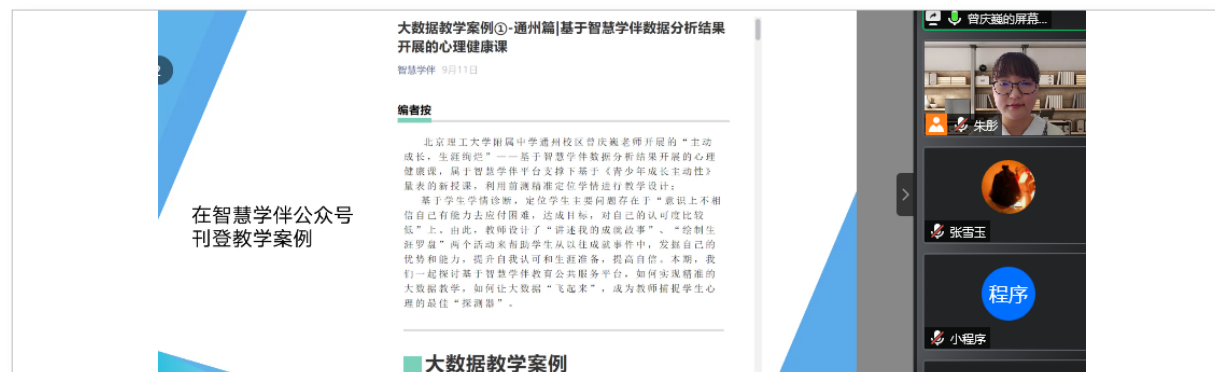 大数据教学案例①-通州篇|基于智慧学伴数据分析结果
开展的心理健康课
智慧学伴 9月11日
编者按
北京理工大学附属中学通州校区曾庆巍老师开展的“主动
成长，生涯绚烂”——基于智慧学伴数据分析结果开展的心理
健康课，属于智慧学伴平台支撑下基于《青少年成长主动性》
量表的新授课，利用前测精准定位学情进行教学设计；
基于学生学情诊断，定位学生主要问题存在于“意识上不相
信自己有能力去应付困难，达成目标，对自己的认可度比较
低”上。由此，教师设计了“讲述我的成就故事”、“绘制生
涯罗盘”两个活动来帮助学生从以往成就事件中，发掘自己的
优势和能力，提升自我认可和生涯准备，提高自信。本期，我
们一起探讨基于智慧学伴教育公共服务平台，如何实现精准的
大数据教学，如何让大数据“飞起来”，成为教师捕捉学生心
理的最佳“探测器”。
大数据教学案例
在智慧学伴公众号
刊登教学案例
2
曾庆巍的屏幕...
朱彤
张雪玉
程序
小程序